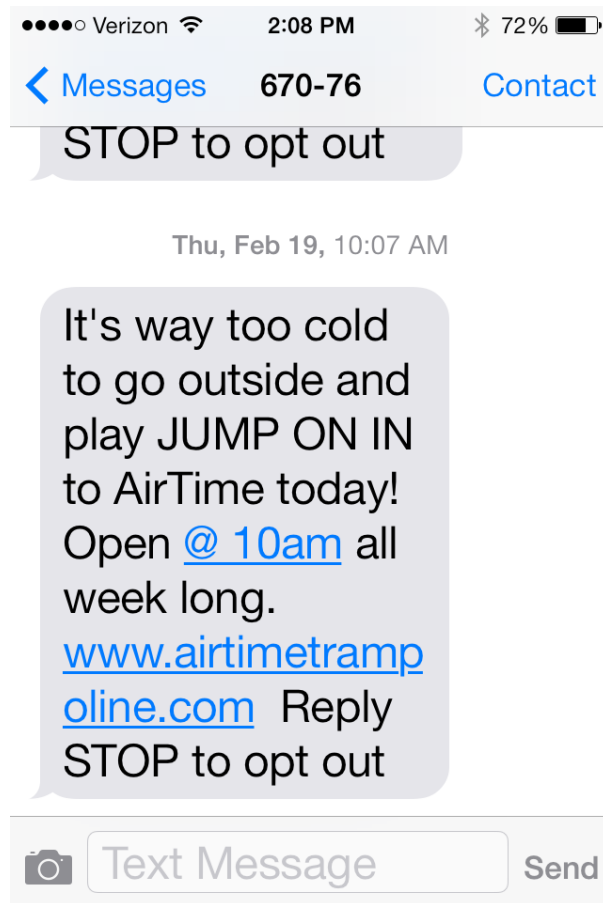 Verizon 2:08 PM 72%
Messages 670-76 Contact
STOP to opt out
Thu, Feb 19, 10:07 AM
It's way too cold
to go outside and
play JUMP ON IN
to AirTime today!
Open @ 10am all
week long.
www.airtimetramp
oline.com Reply
STOP to opt out
Text Message Send